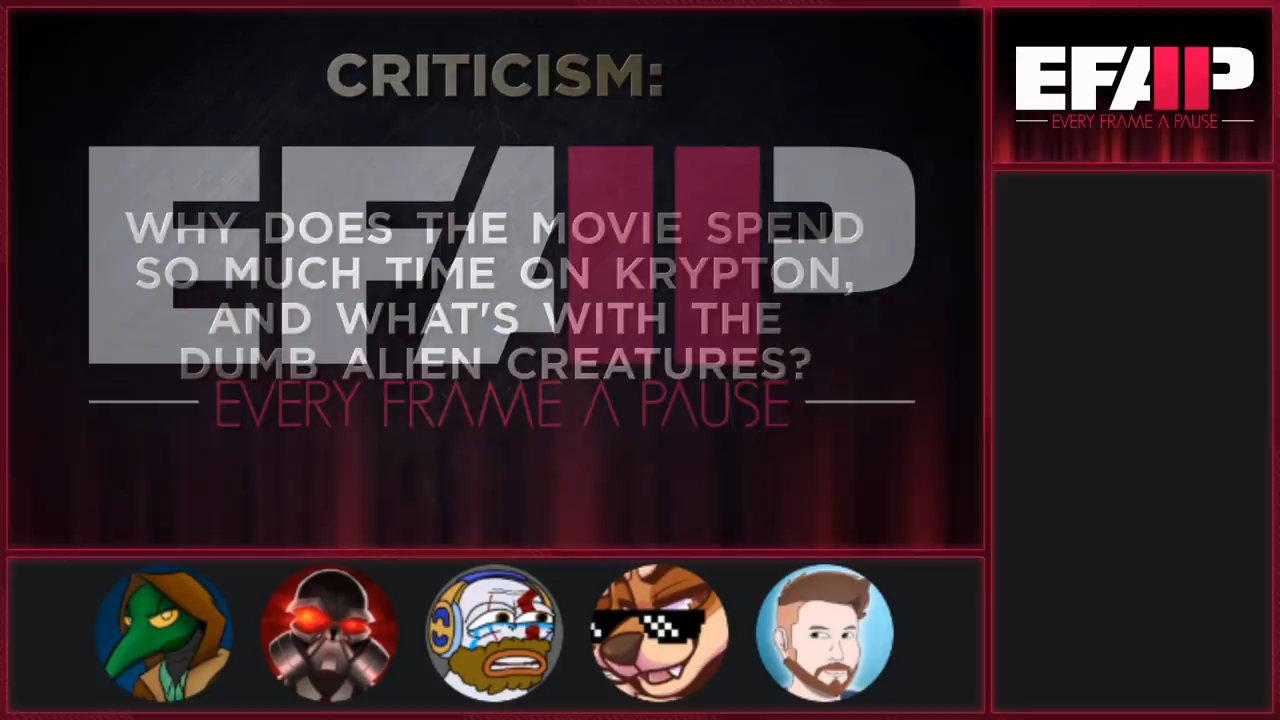 CRITICISM:
EFAP
WHY DOES THE MOVIE SPEND
SO MUCH TIME ON KRYPTON,
AND WHAT'S WITH THE
DUMB ALIEN CREATURES?
EVERY FRAME A PAUSE
EFAP
EVERY FRAME A PAUSE